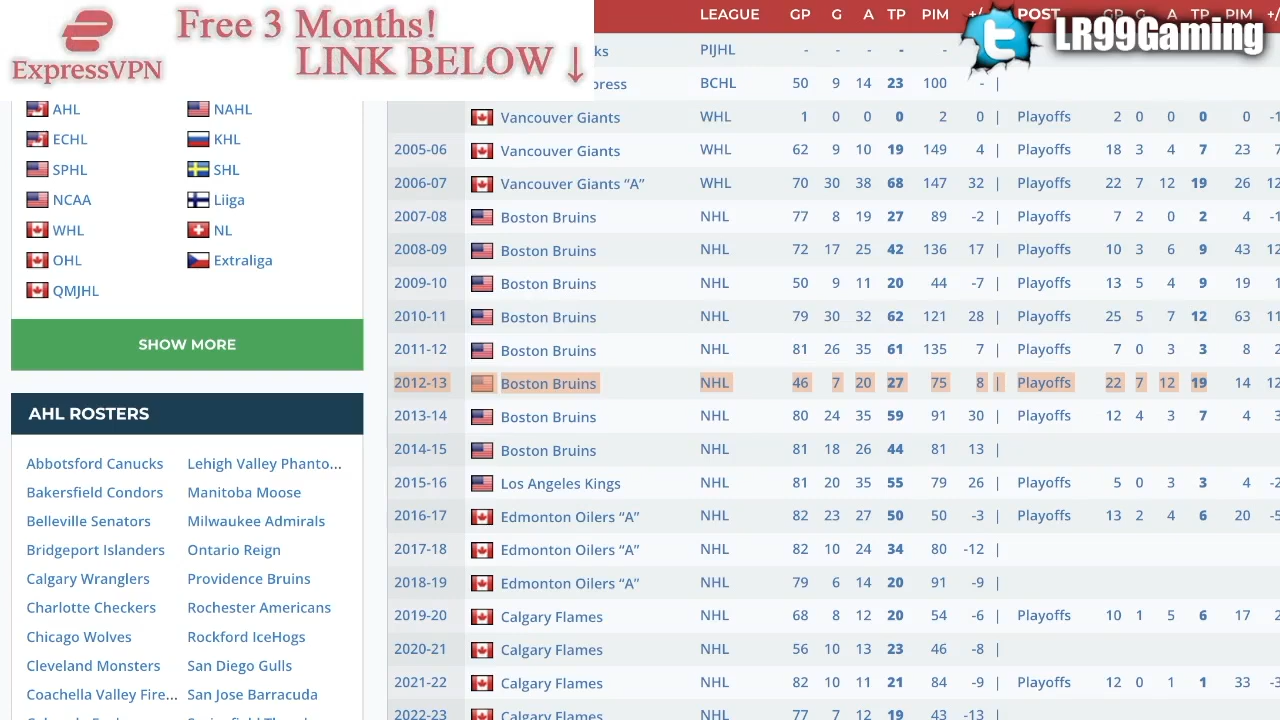 Free 3 Months!
LINK BELOW ↓
ExpressVPN
LR99Gaming
LEAGUE GP G A TP PIM +/- POST GP G A TP PIM +/
PIJHL - - - - -
BCHL 50 9 14 23 100 - |
Vancouver Giants WHL 1 0 0 0 2 0 | Playoffs 2 0 0 0 0 -1
2005-06 Vancouver Giants WHL 62 9 10 19 149 4 | Playoffs 18 3 4 7 23 7
2006-07 Vancouver Giants “A” WHL 70 30 38 68 147 32 | Playoffs 22 7 12 19 26 12
2007-08 Boston Bruins NHL 77 8 19 27 89 -2 | Playoffs 7 2 0 2 4 -1
2008-09 Boston Bruins NHL 72 17 25 42 136 17 | Playoffs 10 3 6 9 43 12
2009-10 Boston Bruins NHL 50 9 11 20 44 -7 | Playoffs 13 5 4 9 19 1
2010-11 Boston Bruins NHL 79 30 32 62 121 28 | Playoffs 25 5 7 12 63 11
2011-12 Boston Bruins NHL 81 26 35 61 135 7 | Playoffs 7 0 3 3 8 2
2012-13 Boston Bruins NHL 46 7 20 27 75 8 | Playoffs 22 7 12 19 14 12
2013-14 Boston Bruins NHL 80 24 35 59 91 30 | Playoffs 12 4 3 7 4 3
2014-15 Boston Bruins NHL 81 18 26 44 81 13 |
2015-16 Los Angeles Kings NHL 81 20 35 55 79 26 | Playoffs 5 0 3 3 4 -2
2016-17 Edmonton Oilers “A” NHL 82 23 27 50 50 -3 | Playoffs 13 2 4 6 20 -5
2017-18 Edmonton Oilers “A” NHL 82 10 24 34 80 -12 |
2018-19 Edmonton Oilers “A” NHL 79 6 14 20 91 -9 |
2019-20 Calgary Flames NHL 68 8 12 20 54 -6 | Playoffs 10 1 5 6 17 2
2020-21 Calgary Flames NHL 56 10 13 23 46 -8 |
2021-22 Calgary Flames NHL 82 10 11 21 84 -9 | Playoffs 12 0 1 1 33 -3
2022-23 Calgary Flames NHL 77 7 12 19 43 -13 |
AHL NAHL
ECHL KHL
SPHL SHL
NCAA Liiga
WHL NL
OHL Extraliga
QMJHL
SHOW MORE
AHL ROSTERS
Abbotsford Canucks Lehigh Valley Phanto...
Bakersfield Condors Manitoba Moose
Belleville Senators Milwaukee Admirals
Bridgeport Islanders Ontario Reign
Calgary Wranglers Providence Bruins
Charlotte Checkers Rochester Americans
Chicago Wolves Rockford IceHogs
Cleveland Monsters San Diego Gulls
Coachella Valley Fire... San Jose Barracuda